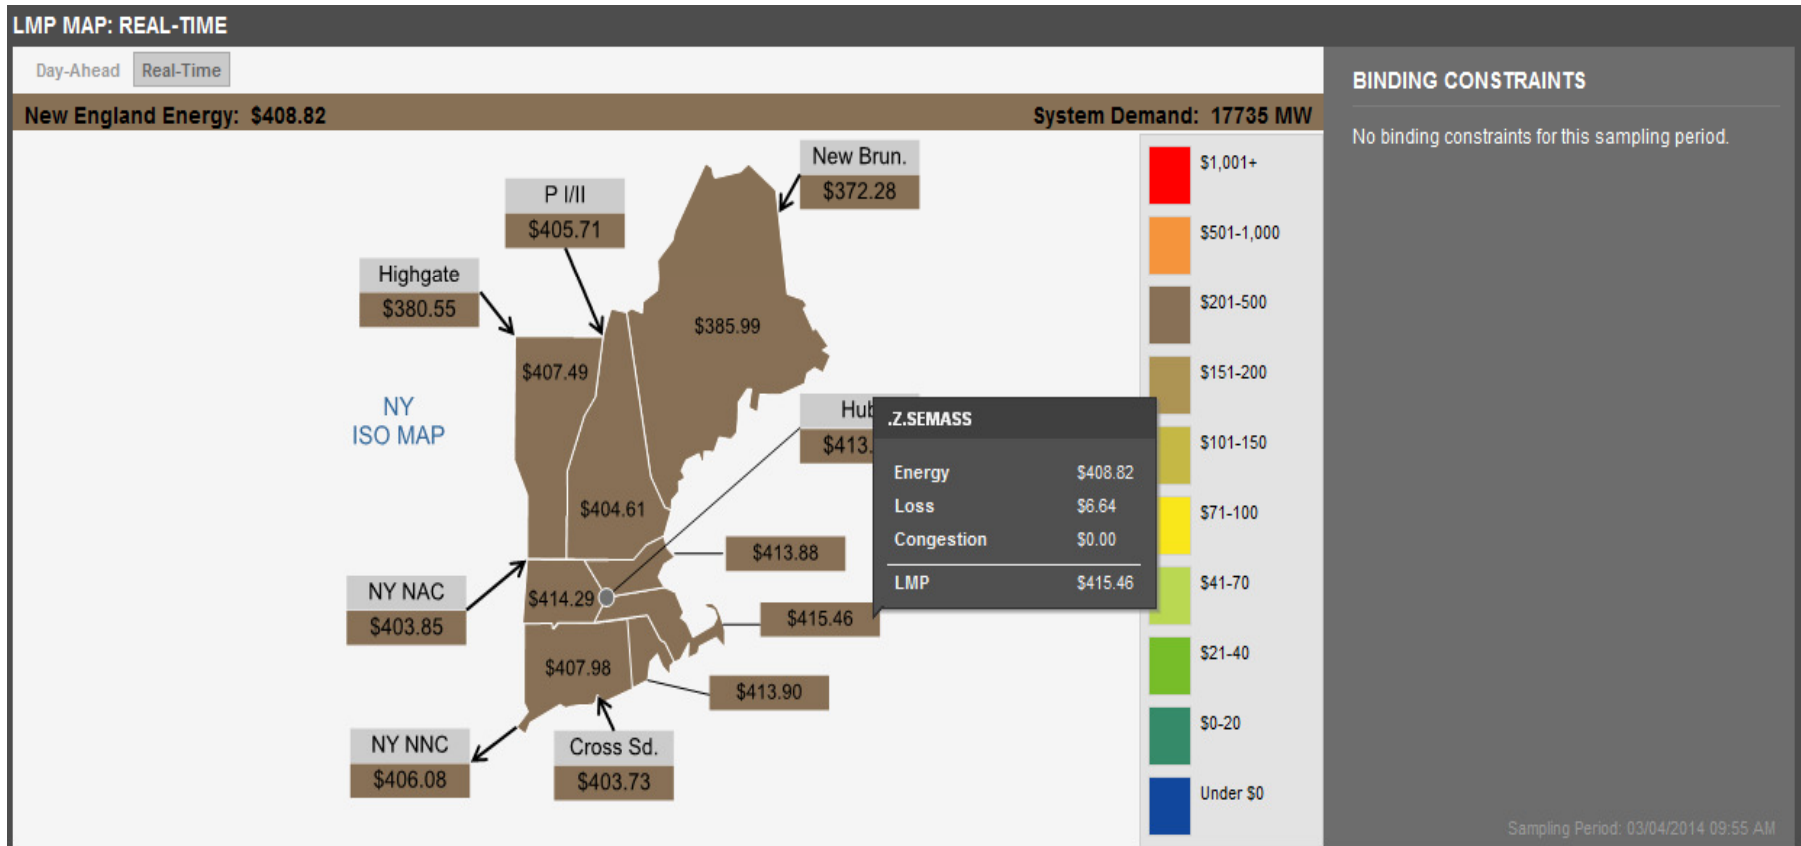 LMP MAP: REAL-TIME
Day-Ahead Real-Time
New England Energy: $408.82 System Demand: 17735 MW
BINDING CONSTRAINTS
No binding constraints for this sampling period.
New Brun.
$372.28
P I/II
$405.71
Highgate
$380.55
$385.99
$407.49
NY
ISO MAP
Hub
$413.
.Z.SEMASS
Energy $408.82
Loss $6.64
Congestion $0.00
LMP $415.46
$404.61
$413.88
NY NAC
$403.85
$414.29
$415.46
$407.98
$413.90
NY NNC
$406.08
Cross Sd.
$403.73
$1,001+
$501-1,000
$201-500
$151-200
$101-150
$71-100
$41-70
$21-40
$0-20
Under $0
Sampling Period: 03/04/2014 09:55 AM